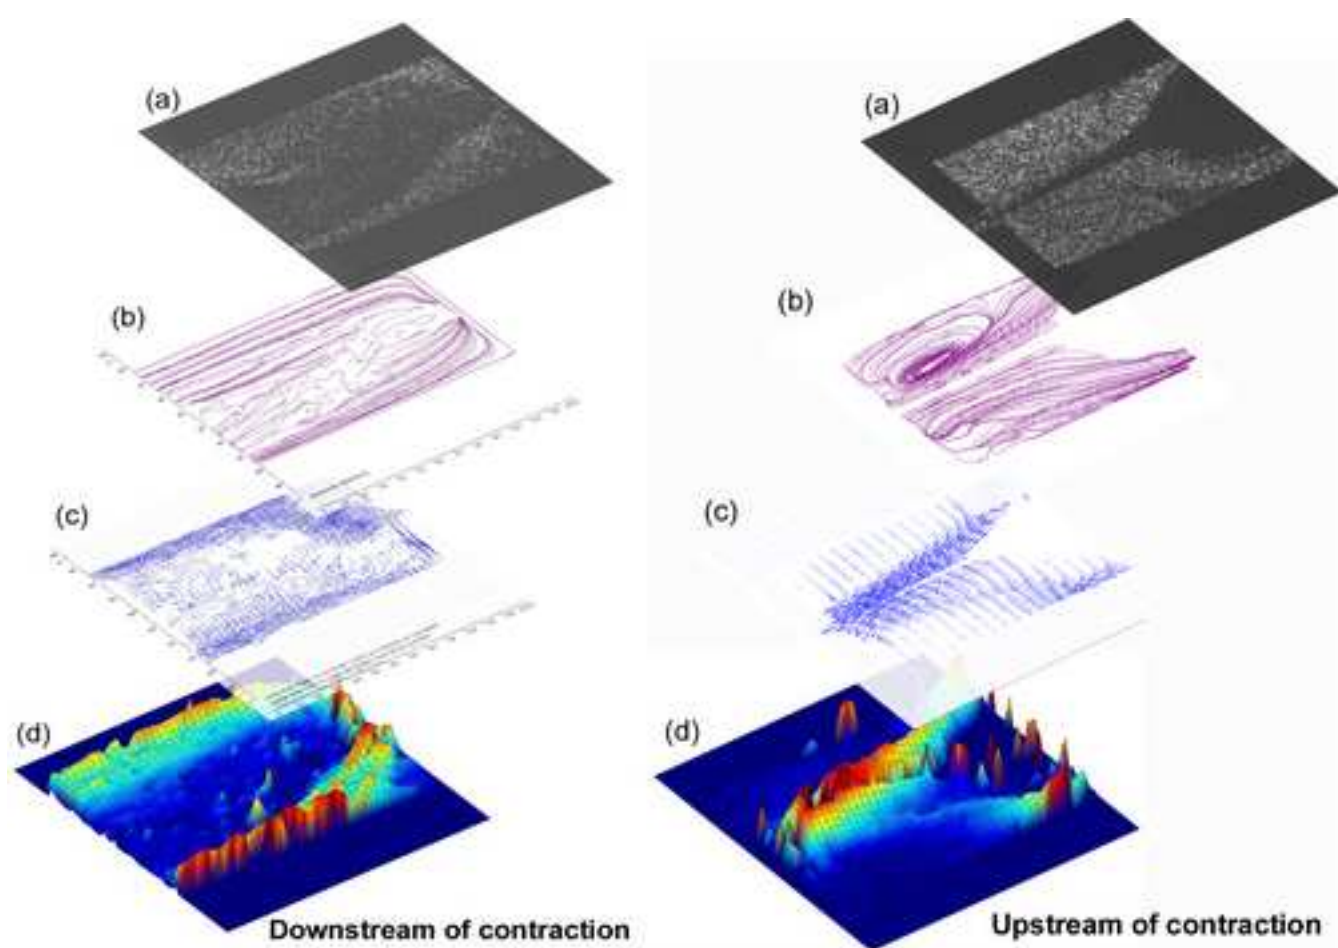 (a)
(b)
(c)
(d)
Downstream of contraction
(a)
(b)
(c)
(d)
Upstream of contraction